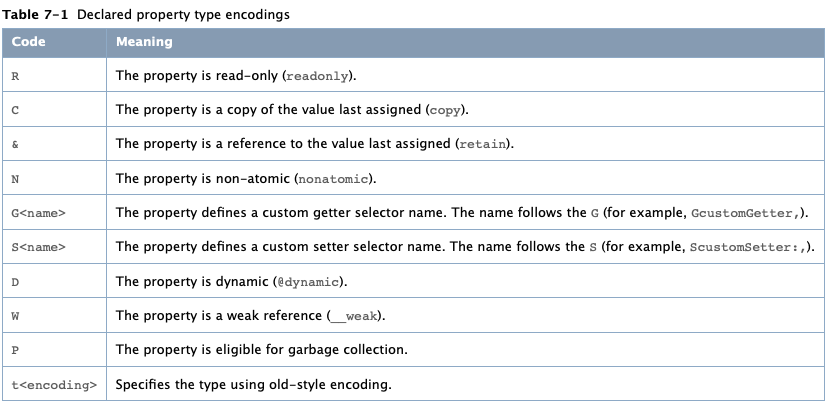 Table 7-1 Declared property type encodings
Code Meaning
R The property is read-only (readonly).
C The property is a copy of the value last assigned (copy).
& The property is a reference to the value last assigned (retain).
N The property is non-atomic (nonatomic).
G<name> The property defines a custom getter selector name. The name follows the G (for example, GcustomGetter,).
S<name> The property defines a custom setter selector name. The name follows the S (for example, ScustomSetter:,).
D The property is dynamic (@dynamic).
W The property is a weak reference (__weak).
P The property is eligible for garbage collection.
t<encoding> Specifies the type using old-style encoding.